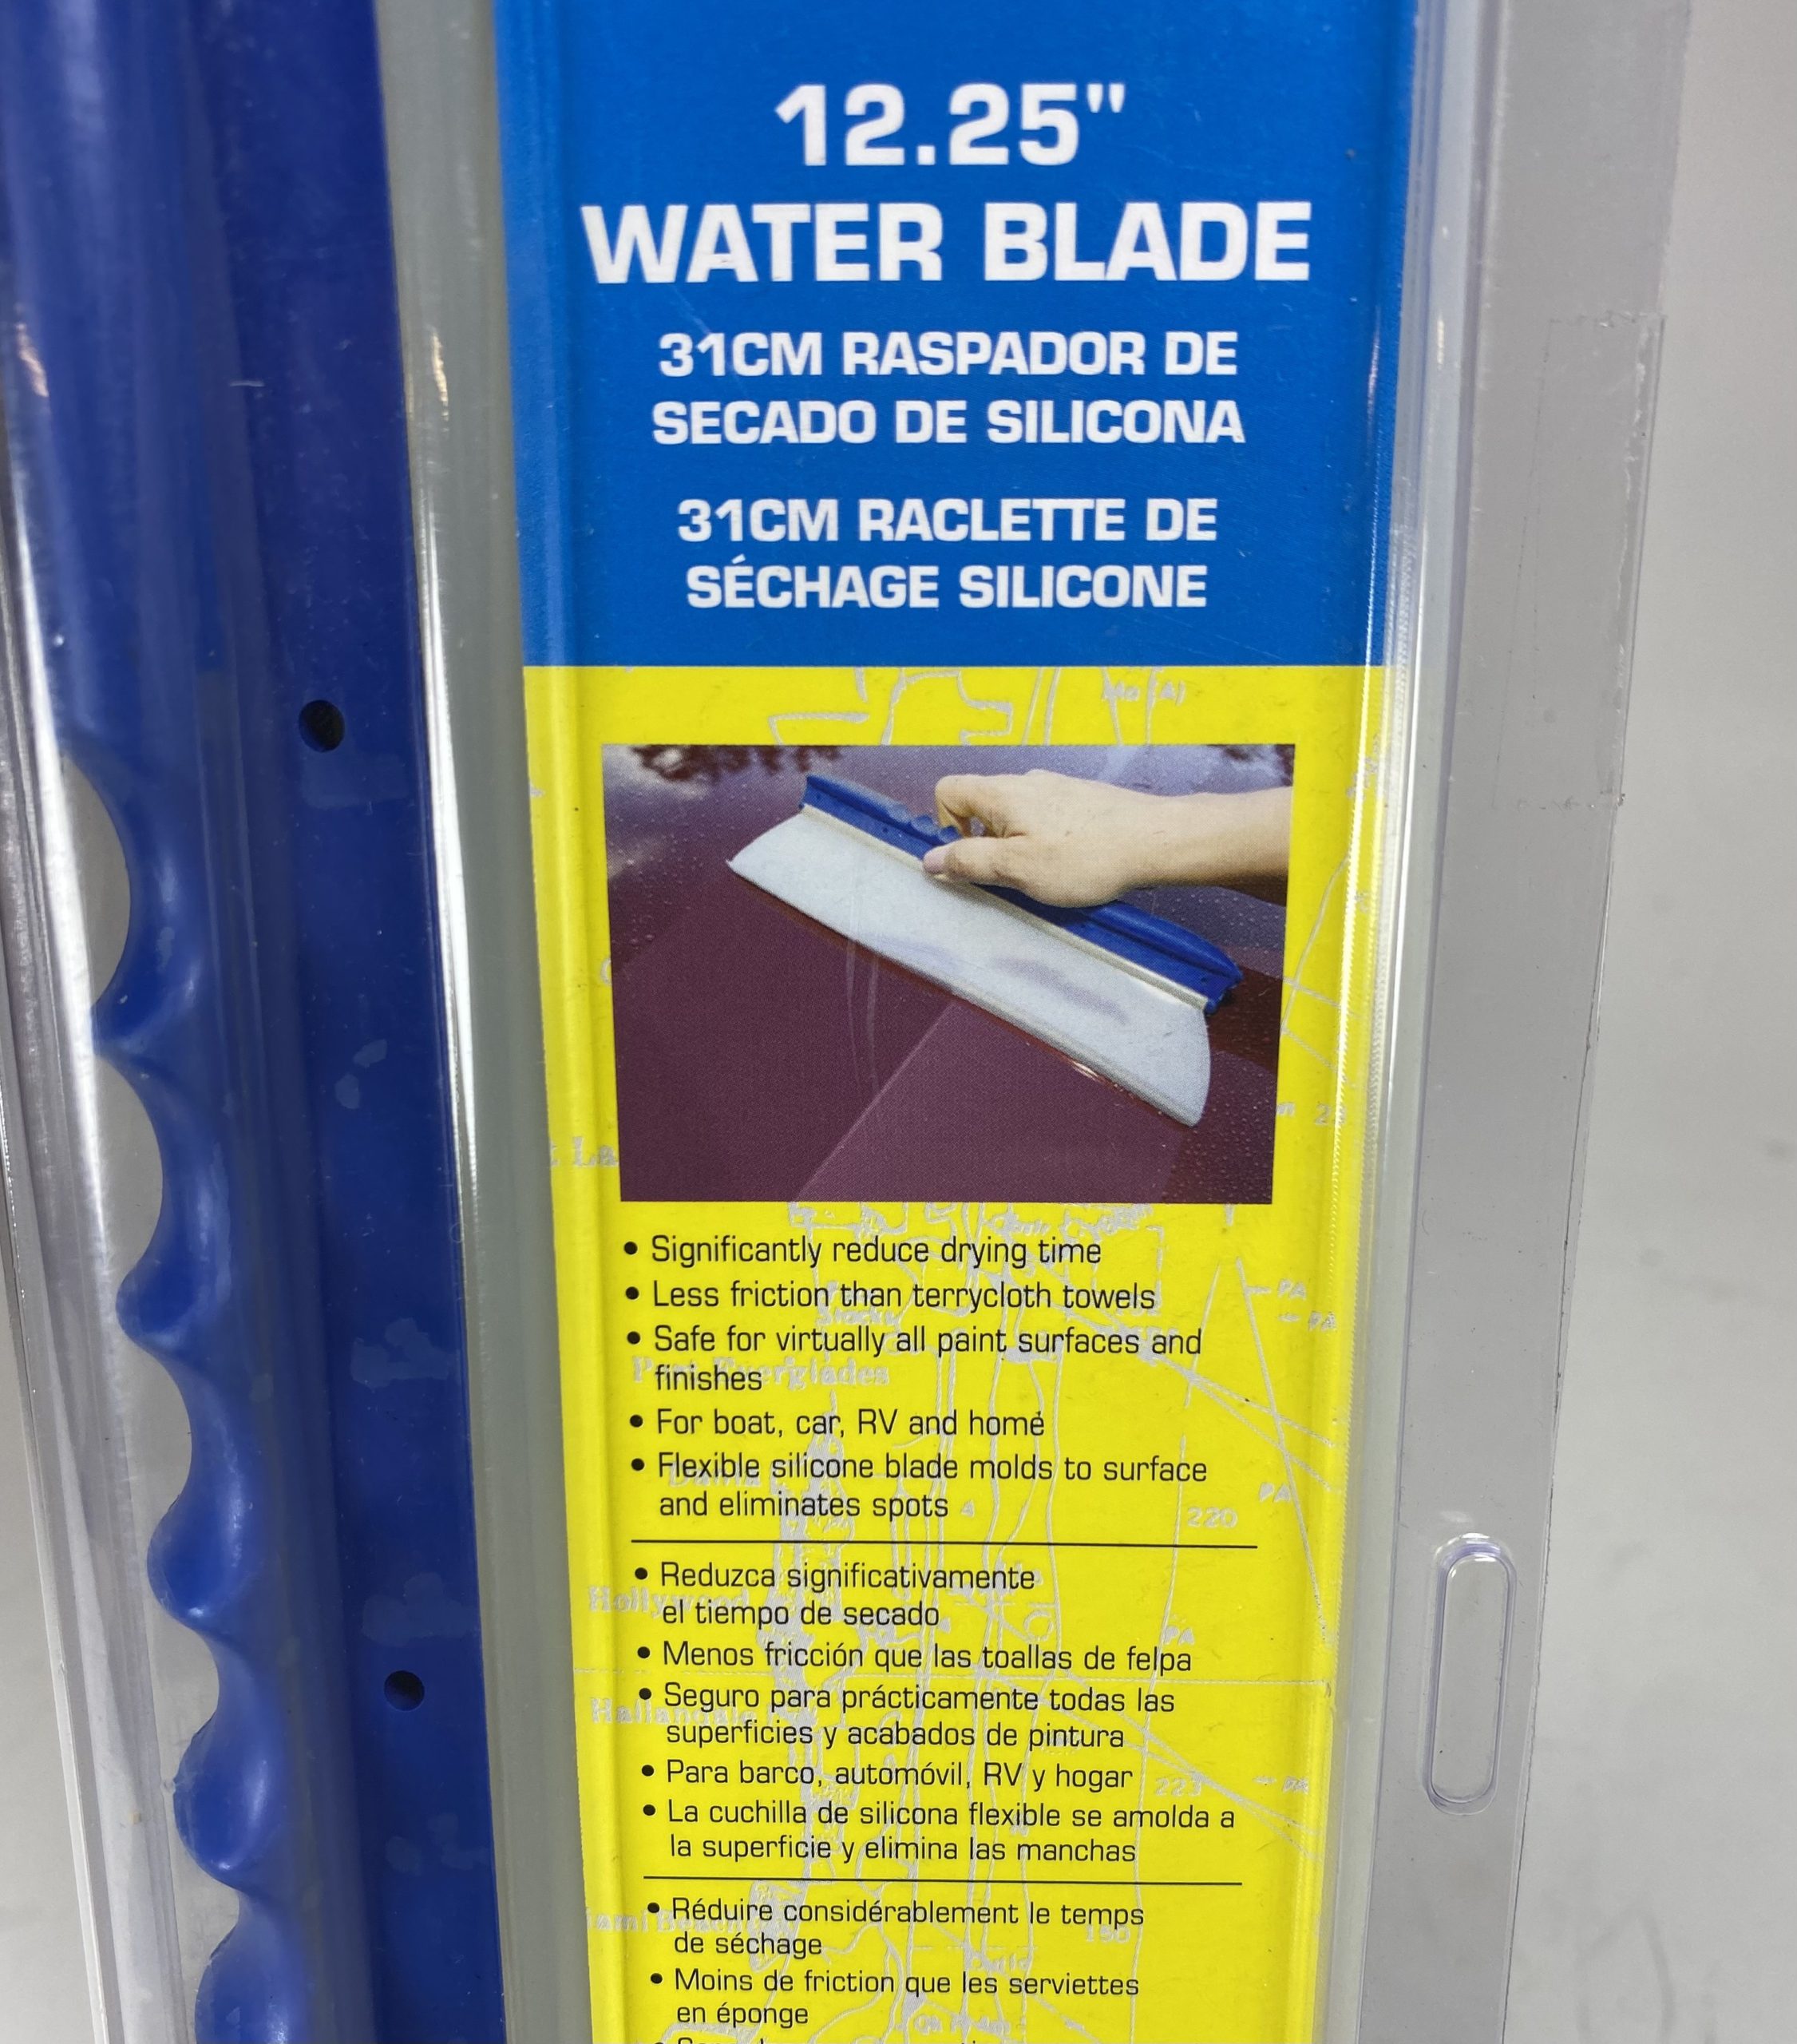 12.25"
WATER BLADE
31CM RASPADOR DE
SECADO DE SILICONA
31CM RACLETTE DE
SÉCHAGE SILICONE
• Significantly reduce drying time
• Less friction than terrycloth towels
• Safe for virtually all paint surfaces and
finishes
• For boat, car, RV and home
• Flexible silicone blade molds to surface
and eliminates spots
220
• Reduzca significativamente
el tiempo de secado
Hollywood
PA
• Menos fricción que las toallas de felpa
• Seguro para prácticamente todas las
superficies y acabados de pintura
• Para barco, automóvil, RV y hogar
223
• La cuchilla de silicona flexible se amolda a
la superficie y elimina las manchas
• Réduire considérablement le temps
de séchage
• Moins de friction que les serviettes
en éponge